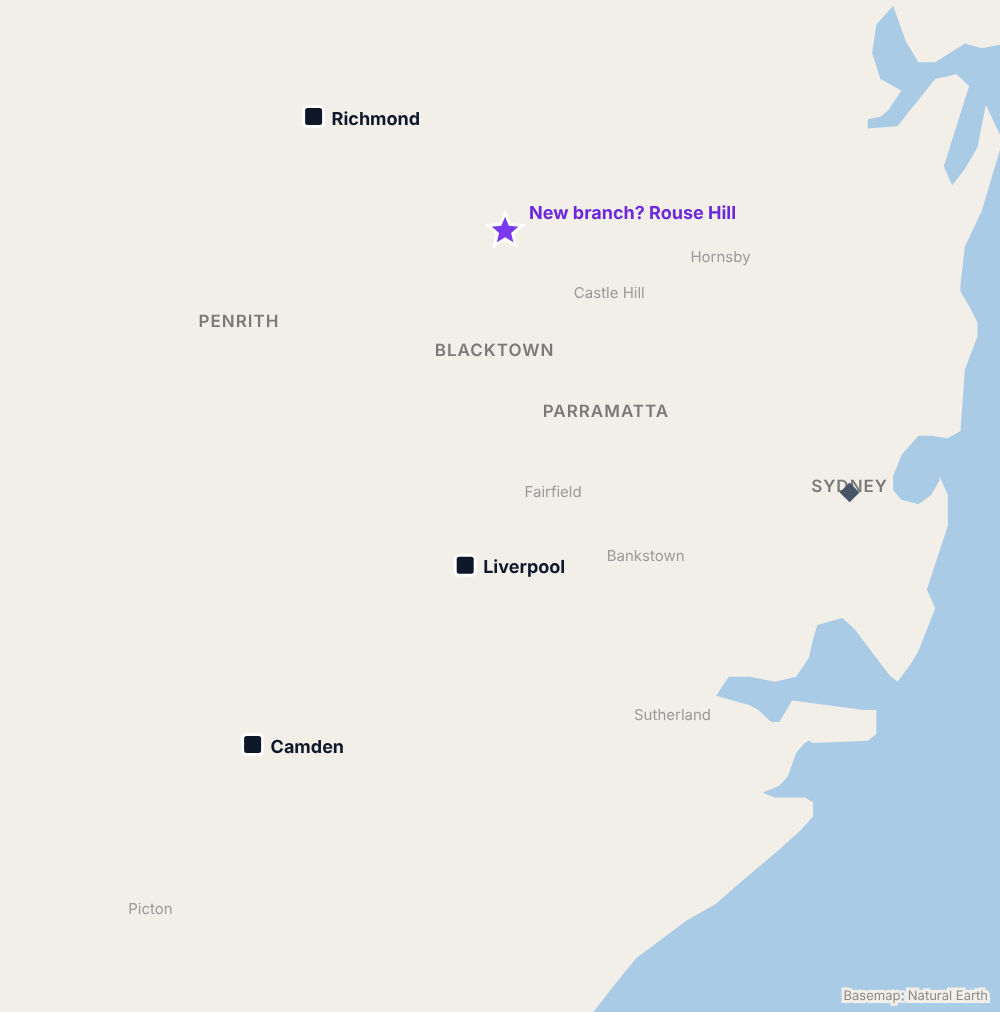 Richmond
New branch? Rouse Hill
Hornsby
Castle Hill
PENRITH
BLACKTOWN
PARRAMATTA
SYDNEY
Fairfield
Bankstown
Liverpool
Sutherland
Camden
Picton
Basemap: Natural Earth